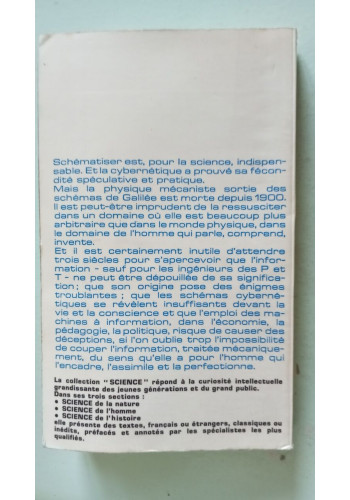 Schématiser est, pour la science, indispen-
sable. Et la cybernétique a prouvé sa fécon-
dité spéculative et pratique.
Mais la physique mécaniste sortie des
schémas de Galilée est morte depuis 1900.
Il est peut-être imprudent de la ressusciter
dans un domaine où elle est beaucoup plus
arbitraire que dans le monde physique, dans
le domaine de l'homme qui parle, comprend,
invente.
Et il est certainement inutile d'attendre
trois siècles pour s'apercevoir que l'infor-
mation - sauf pour les ingénieurs des P et
T - ne peut être dépouillée de sa significa-
tion ; que son origine pose des énigmes
troublantes ; que les schémas cyberné-
tiques se révèlent insuffisants devant la
vie et la conscience et que l'emploi des ma-
chines à information, dans l'économie, la
pédagogie, la politique, risque de causer des
déceptions, si l'on oublie trop l'impossibilité
de couper l'information, traitée mécanique-
ment, du sens qu'elle a pour l'homme qui
l'encadre, l'assimile et la perfectionne.
La collection "SCIENCE" répond à la curiosité intellectuelle
grandissante des jeunes générations et du grand public.
Dans ses trois sections :
• SCIENCE de la nature
• SCIENCE de l'homme
• SCIENCE de l'histoire
elle présente des textes, français ou étrangers, classiques ou
inédits, préfacés et annotés par les spécialistes les plus
qualifiés.